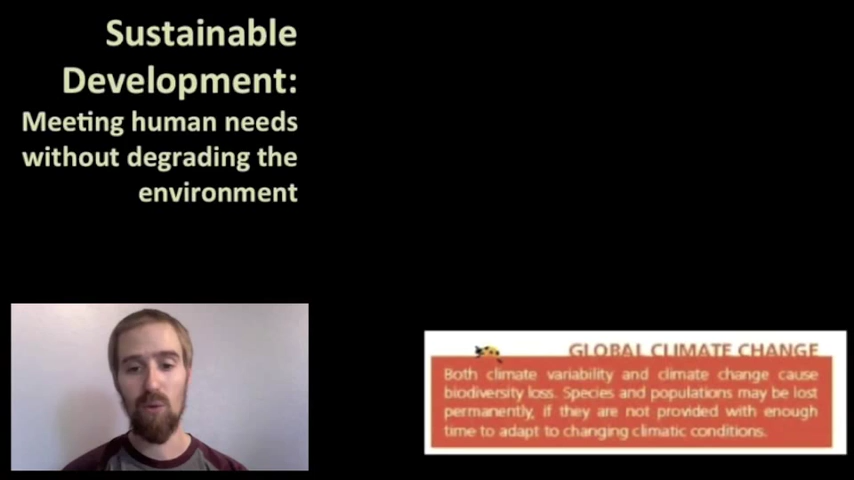 Sustainable
Development:
Meeting human needs
without degrading the
environment
GLOBAL CLIMATE CHANGE
Both climate variability and climate change cause
biodiversity loss. Species and populations may be lost
permanently, if they are not provided with enough
time to adapt to changing climatic conditions.